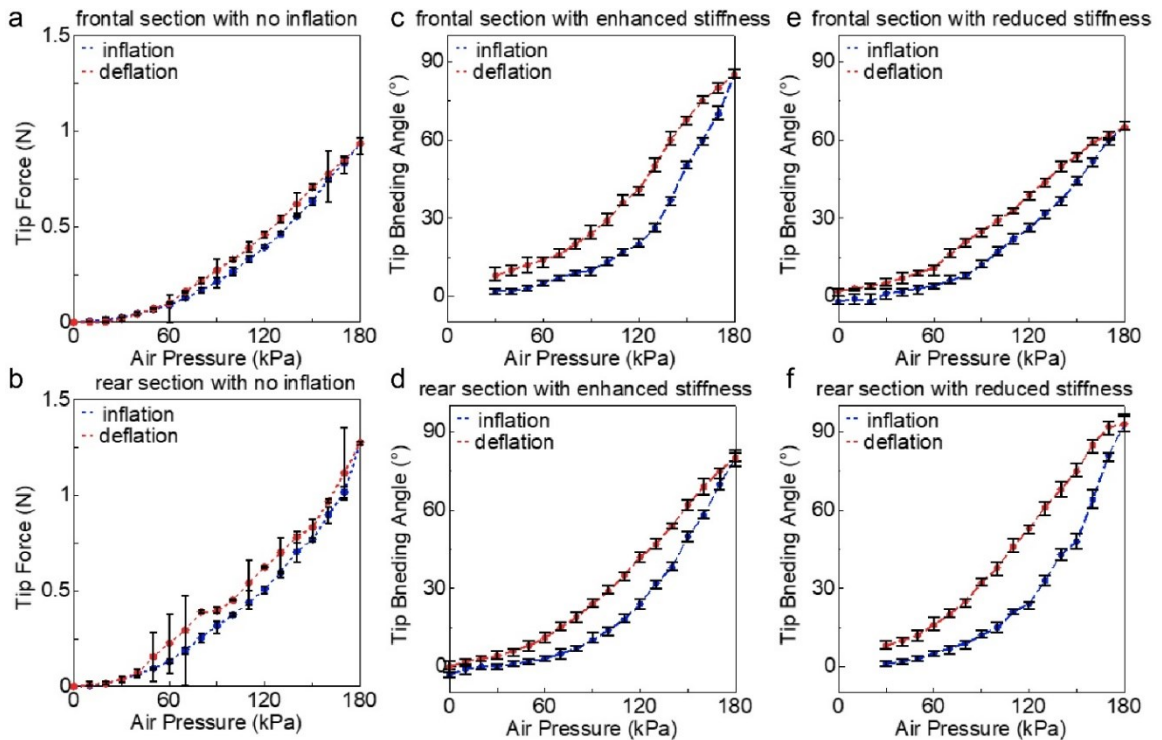 a
frontal section with no inflation
1.5
1
0.5
0
Tip Force (N)
inflation
deflation
60
120
180
Air Pressure (kPa)
c
frontal section with enhanced stiffness
90
60
30
0
Tip Bneding Angle (°)
inflation
deflation
0
60
120
180
Air Pressure (kPa)
e
frontal section with reduced stiffness
90
60
30
0
Tip Bneding Angle (°)
inflation
deflation
0
60
120
180
Air Pressure (kPa)
b
rear section with no inflation
1.5
1
0.5
0
Tip Force (N)
inflation
deflation
0
60
120
180
Air Pressure (kPa)
d
rear section with enhanced stiffness
90
60
30
0
Tip Bneding Angle (°)
inflation
deflation
0
60
120
180
Air Pressure (kPa)
f
rear section with reduced stiffness
90
60
30
0
Tip Bneding Angle (°)
inflation
deflation
0
60
120
180
Air Pressure (kPa)